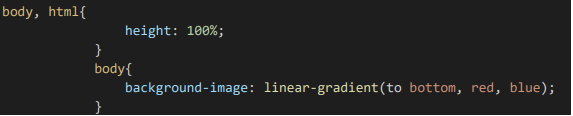 body, html{
height: 100%;
}
body{
background-image: linear-gradient(to bottom, red, blue);
}